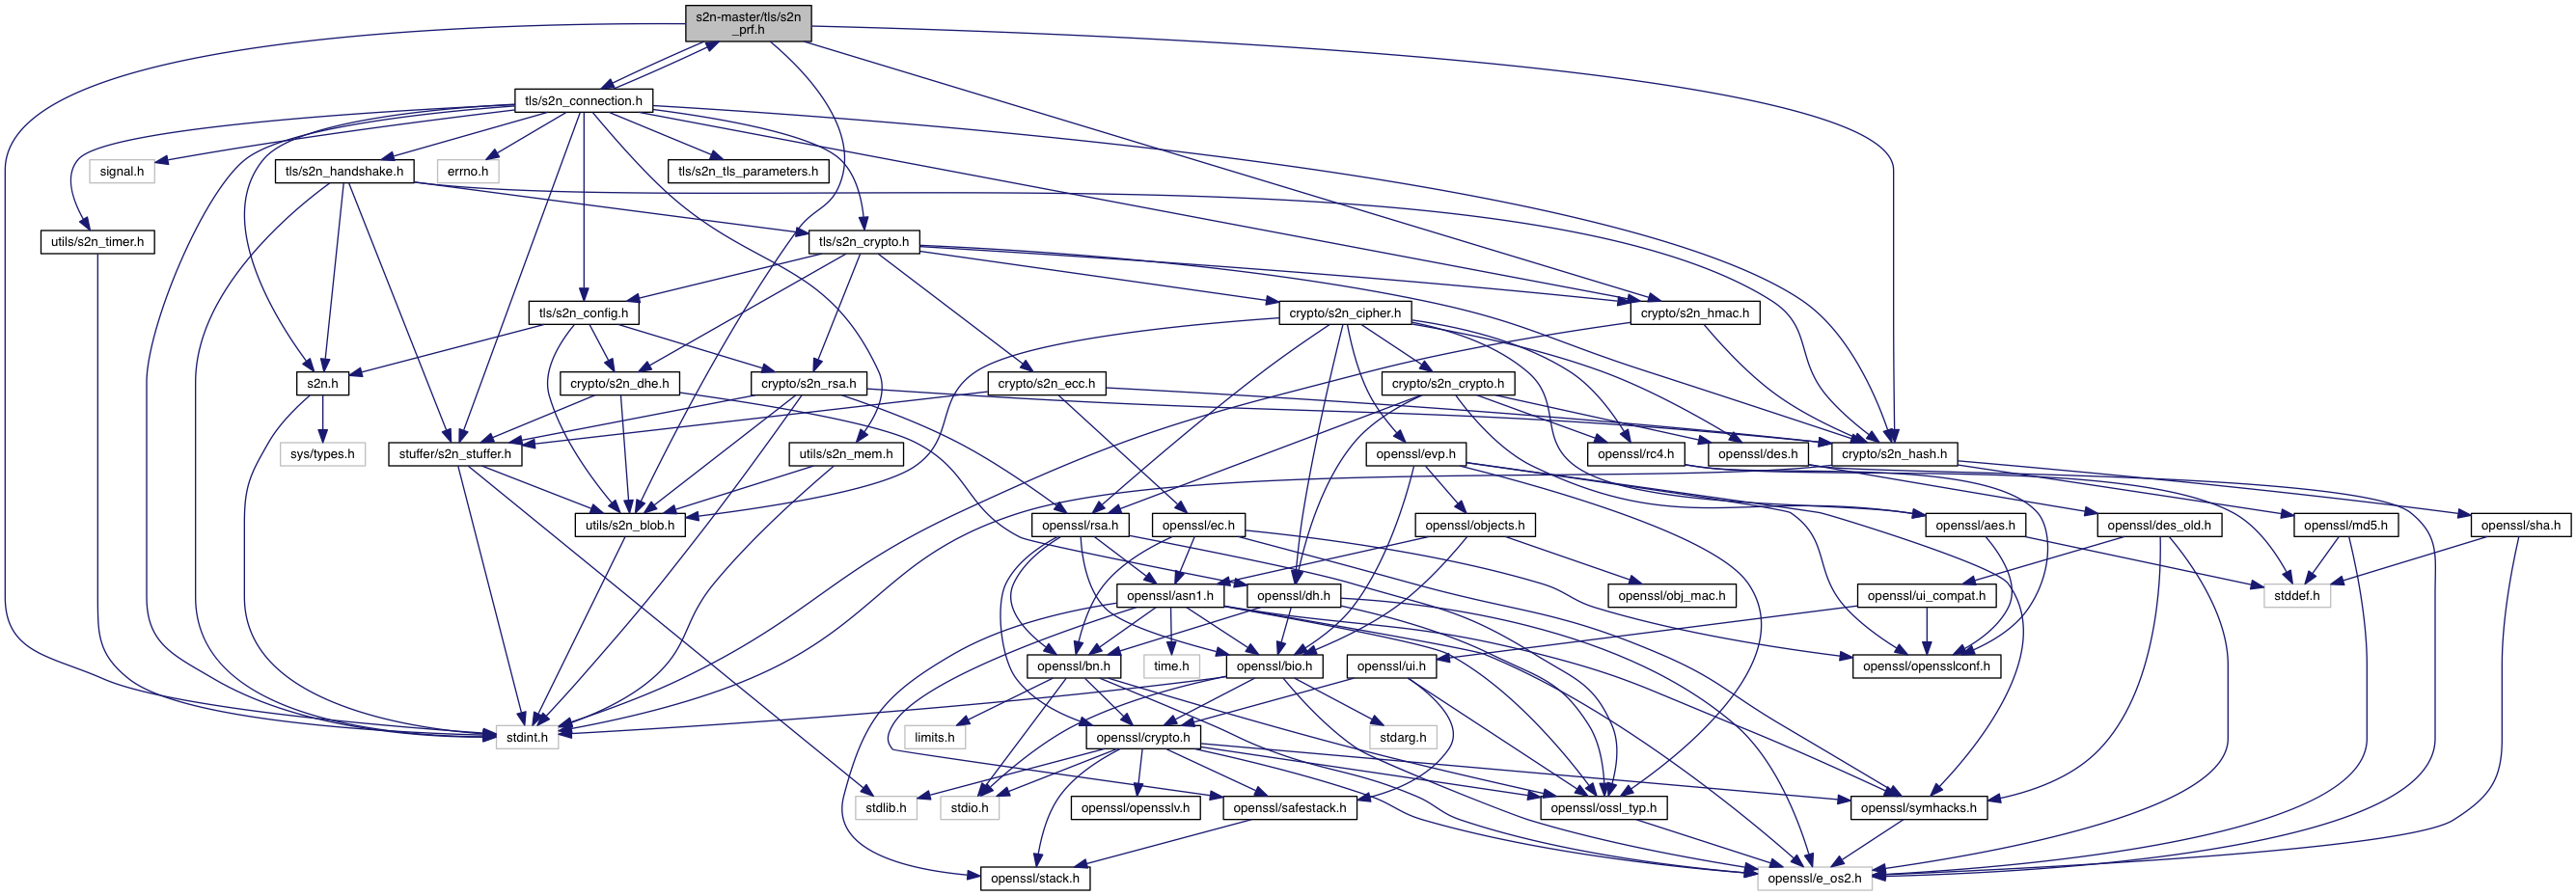 s2n-master/tls/s2n
_prf.h
tls/s2n_connection.h
signal.h
tls/s2n_handshake.h
errno.h
tls/s2n_tls_parameters.h
utils/s2n_timer.h
tls/s2n_crypto.h
tls/s2n_config.h
crypto/s2n_cipher.h
crypto/s2n_hmac.h
s2n.h
crypto/s2n_dhe.h
crypto/s2n_rsa.h
crypto/s2n_ecc.h
crypto/s2n_crypto.h
sys/types.h
stuffer/s2n_stuffer.h
utils/s2n_mem.h
openssl/evp.h
openssl/rc4.h
openssl/des.h
crypto/s2n_hash.h
utils/s2n_blob.h
openssl/rsa.h
openssl/ec.h
openssl/objects.h
openssl/aes.h
openssl/des_old.h
openssl/md5.h
openssl/sha.h
openssl/asn1.h
openssl/dh.h
openssl/obj_mac.h
openssl/ui_compat.h
stddef.h
openssl/bn.h
time.h
openssl/bio.h
openssl/ui.h
openssl/opensslconf.h
stdint.h
limits.h
openssl/crypto.h
stdarg.h
stdlib.h
stdio.h
openssl/opensslv.h
openssl/safestack.h
openssl/ossl_typ.h
openssl/symhacks.h
openssl/stack.h
openssl/e_os2.h